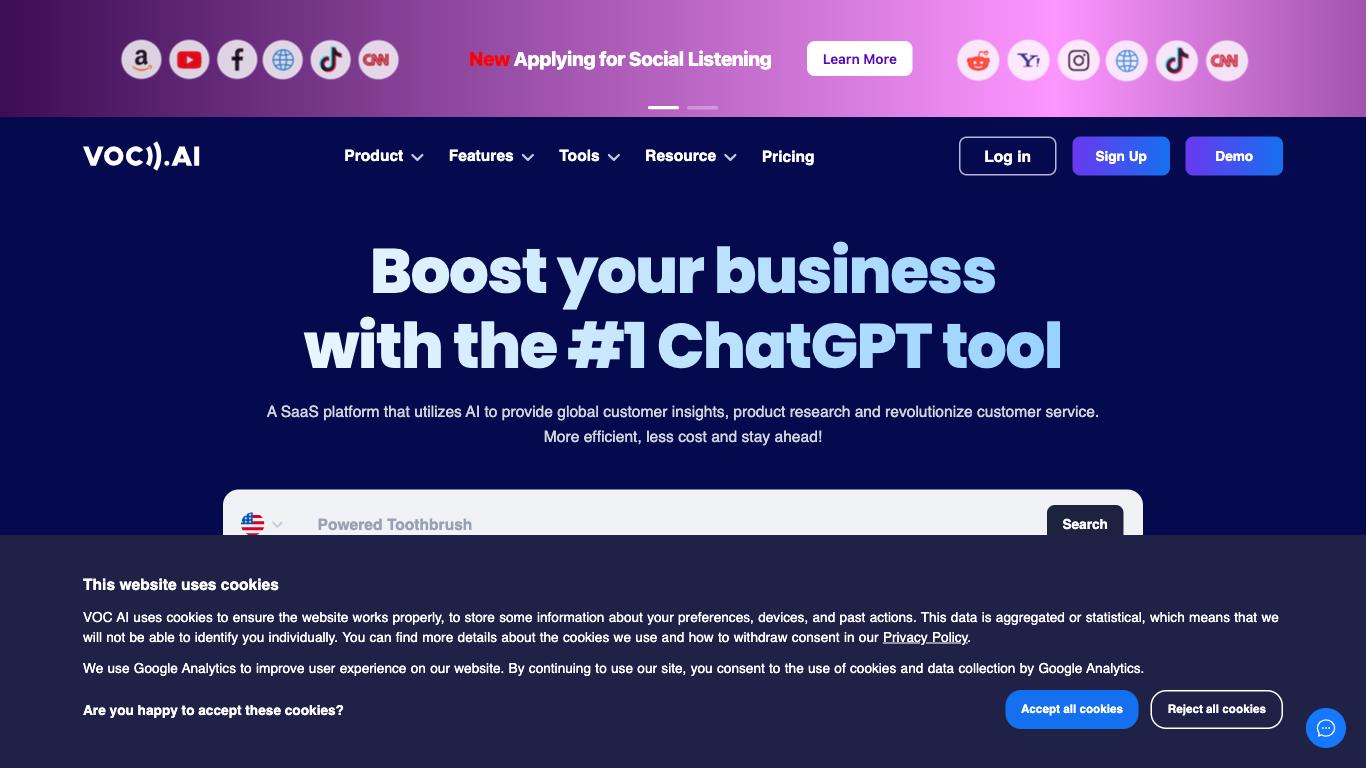 a
CNN
New Applying for Social Listening
Learn More
Y!
CNN
VOC.AI
Product
Features
Tools
Resource
Pricing
Log in
Sign Up
Demo
Boost your business
with the #1 ChatGPT tool
A SaaS platform that utilizes AI to provide global customer insights, product research and revolutionize customer service.
More efficient, less cost and stay ahead!
Powered Toothbrush
Search
This website uses cookies
VOC AI uses cookies to ensure the website works properly, to store some information about your preferences, devices, and past actions. This data is aggregated or statistical, which means that we
will not be able to identify you individually. You can find more details about the cookies we use and how to withdraw consent in our Privacy Policy.
We use Google Analytics to improve user experience on our website. By continuing to use our site, you consent to the use of cookies and data collection by Google Analytics.
Are you happy to accept these cookies?
Accept all cookies
Reject all cookies